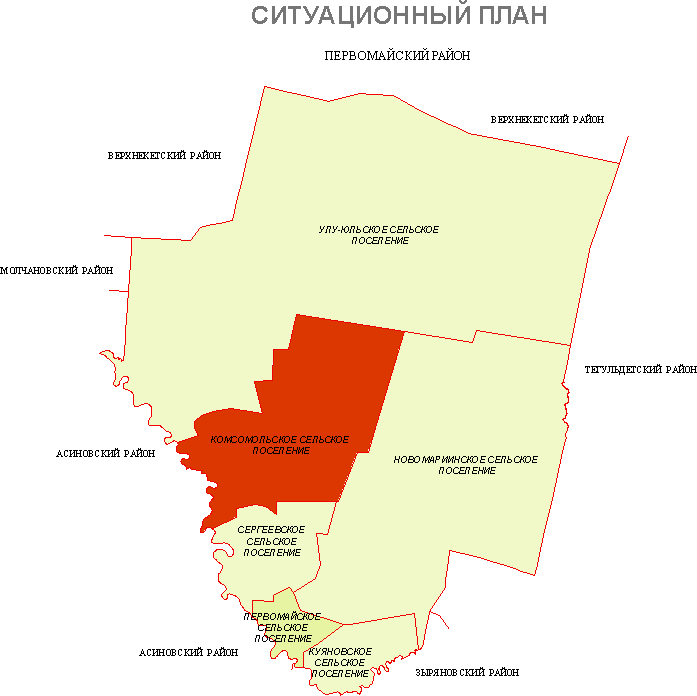 СИТУАЦИОННЫЙ ПЛАН
ПЕРВОМАЙСКИЙ РАЙОН
ВЕРХНЕКЕТСКИЙ РАЙОН
ВЕРХНЕКЕТСКИЙ РАЙОН
УЛУ-ЮЛЬСКОЕ СЕЛЬСКОЕ
ПОСЕЛЕНИЕ
МОЛЧАНОВСКИЙ РАЙОН
ТЕГУЛЬДЕТСКИЙ РАЙОН
КОМСОМОЛЬСКОЕ СЕЛЬСКОЕ
ПОСЕЛЕНИЕ
АСИНОВСКИЙ РАЙОН
НОВОМАРИИНСКОЕ СЕЛЬСКОЕ
ПОСЕЛЕНИЕ
СЕРГЕЕВСКОЕ
СЕЛЬСКОЕ
ПОСЕЛЕНИЕ
ПЕРВОМАЙСКОЕ
СЕЛЬСКОЕ
ПОСЕЛЕНИЕ
АСИНОВСКИЙ РАЙОН
КУЯНОВСКОЕ
СЕЛЬСКОЕ
ПОСЕЛЕНИЕ
ЗЫРЯНОВСКИЙ РАЙОН